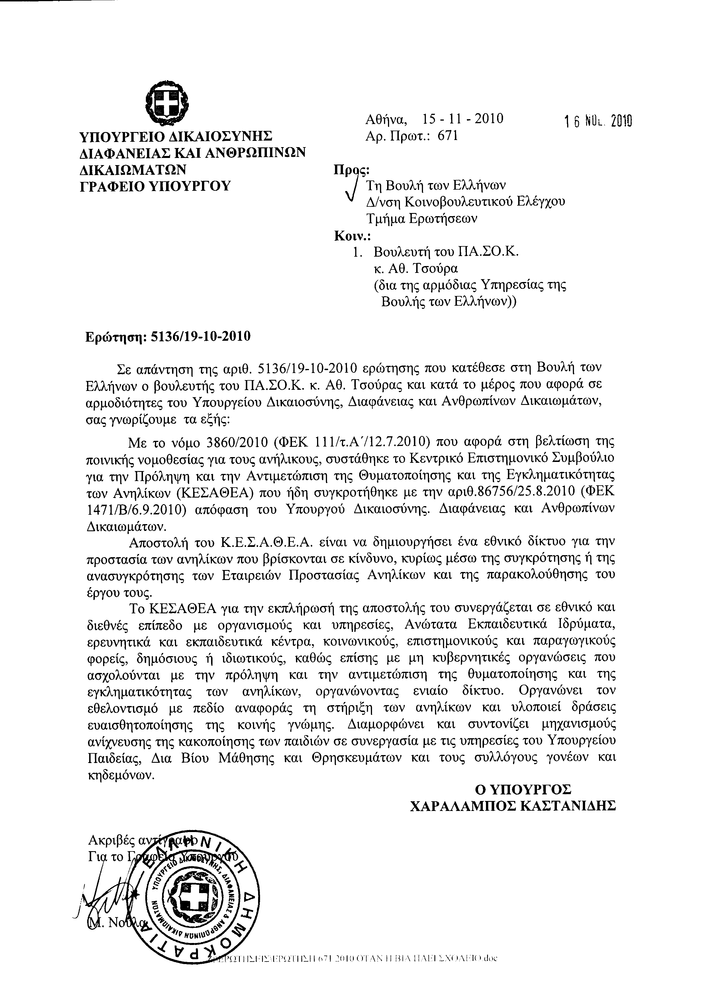 ΥΠΟΥΡΓΕΙΟ ΔΙΚΑΙΟΣΥΝΗΣ
ΔΙΑΦΑΝΕΙΑΣ ΚΑΙ ΑΝΘΡΩΠΙΝΩΝ
ΔΙΚΑΙΩΜΑΤΩΝ
ΓΡΑΦΕΙΟ ΥΠΟΥΡΓΟΥ
Αθήνα, 15 - 11 - 2010
16 ΝΟΕ. 2010
Αρ. Πρωτ.: 671
Προς:
Τη Βουλή των Ελλήνων
Δ/νση Κοινοβουλευτικού Ελέγχου
Τμήμα Ερωτήσεων
Κοιν.:
1. Βουλευτή του ΠΑ.ΣΟ.Κ.
κ. Αθ. Τσούρα
(δια της αρμόδιας Υπηρεσίας της
Βουλής των Ελλήνων))
Ερώτηση: 5136/19-10-2010
Σε απάντηση της αριθ. 5136/19-10-2010 ερώτησης που κατέθεσε στη Βουλή των
Ελλήνων ο βουλευτής του ΠΑ.ΣΟ.Κ. κ. Αθ. Τσούρας και κατά το μέρος που αφορά σε
αρμοδιότητες του Υπουργείου Δικαιοσύνης, Διαφάνειας και Ανθρωπίνων Δικαιωμάτων,
σας γνωρίζουμε τα εξής:
Με το νόμο 3860/2010 (ΦΕΚ 111/τ.Α΄/12.7.2010) που αφορά στη βελτίωση της
ποινικής νομοθεσίας για τους ανήλικους, συστάθηκε το Κεντρικό Επιστημονικό Συμβούλιο
για την Πρόληψη και την Αντιμετώπιση της Θυματοποίησης και της Εγκληματικότητας
των Ανηλίκων (ΚΕΣΑΘΕΑ) που ήδη συγκροτήθηκε με την αριθ.86756/25.8.2010 (ΦΕΚ
1471/Β/6.9.2010) απόφαση του Υπουργού Δικαιοσύνης. Διαφάνειας και Ανθρωπίνων
Δικαιωμάτων.
Αποστολή του Κ.Ε.Σ.Α.Θ.Ε.Α. είναι να δημιουργήσει ένα εθνικό δίκτυο για την
προστασία των ανηλίκων που βρίσκονται σε κίνδυνο, κυρίως μέσω της συγκρότησης ή της
ανασυγκρότησης των Εταιρειών Προστασίας Ανηλίκων και της παρακολούθησης του
έργου τους.
Το ΚΕΣΑΘΕΑ για την εκπλήρωσή της αποστολής του συνεργάζεται σε εθνικό και
διεθνές επίπεδο με οργανισμούς και υπηρεσίες, Ανώτατα Εκπαιδευτικά Ιδρύματα,
ερευνητικά και εκπαιδευτικά κέντρα, κοινωνικούς, επιστημονικούς και παραγωγικούς
φορείς, δημόσιους ή ιδιωτικούς, καθώς επίσης με μη κυβερνητικές οργανώσεις που
ασχολούνται με την πρόληψη και την αντιμετώπιση της θυματοποίησης και της
εγκληματικότητας των ανηλίκων, οργανώνοντας ενιαίο δίκτυο. Οργανώνει τον
εθελοντισμό με πεδίο αναφοράς τη στήριξη των ανηλίκων και υλοποιεί δράσεις
ευαισθητοποίησης της κοινής γνώμης. Διαμορφώνει και συντονίζει μηχανισμούς
ανίχνευσης της κακοποίησης των παιδιών σε συνεργασία με τις υπηρεσίες του Υπουργείου
Παιδείας, Δια Βίου Μάθησης και Θρησκευμάτων και τους συλλόγους γονέων και
κηδεμόνων.
Ο ΥΠΟΥΡΓΟΣ
ΧΑΡΑΛΑΜΠΟΣ ΚΑΣΤΑΝΙΔΗΣ
Ακριβές αντίγραφο
Για το Γραφείο Υπουργού
Μ. Νούλα
ΕΛΛΗΝΙΚΗ ΔΗΜΟΚΡΑΤΙΑ
ΥΠΟΥΡΓΕΙΟ ΔΙΚΑΙΟΣΥΝΗΣ, ΔΙΑΦΑΝΕΙΑΣ & ΑΝΘΡΩΠΙΝΩΝ ΔΙΚΑΙΩΜΑΤΩΝ
ΕΡΩΤΗΣΕΙΣ\ΕΡΩΤΗΣΗ 671 2010 ΟΤΑΝ Η ΒΙΑ ΠΑΕΙ ΣΧΟΛΕΙΟ.doc